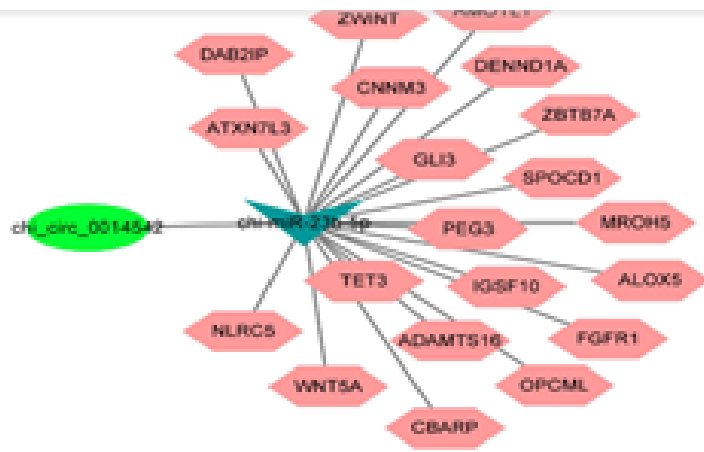 ZWINT
DAB2IP
DENND1A
CNNM3
ZBTB7A
ATXN7L3
GLI3
SPOCD1
chi_circ_0014542
PEG3
MROH5
TET3
IGSF10
ALOX5
NLRC5
ADAMTS16
FGFR1
WNT5A
OPCML
CBARP